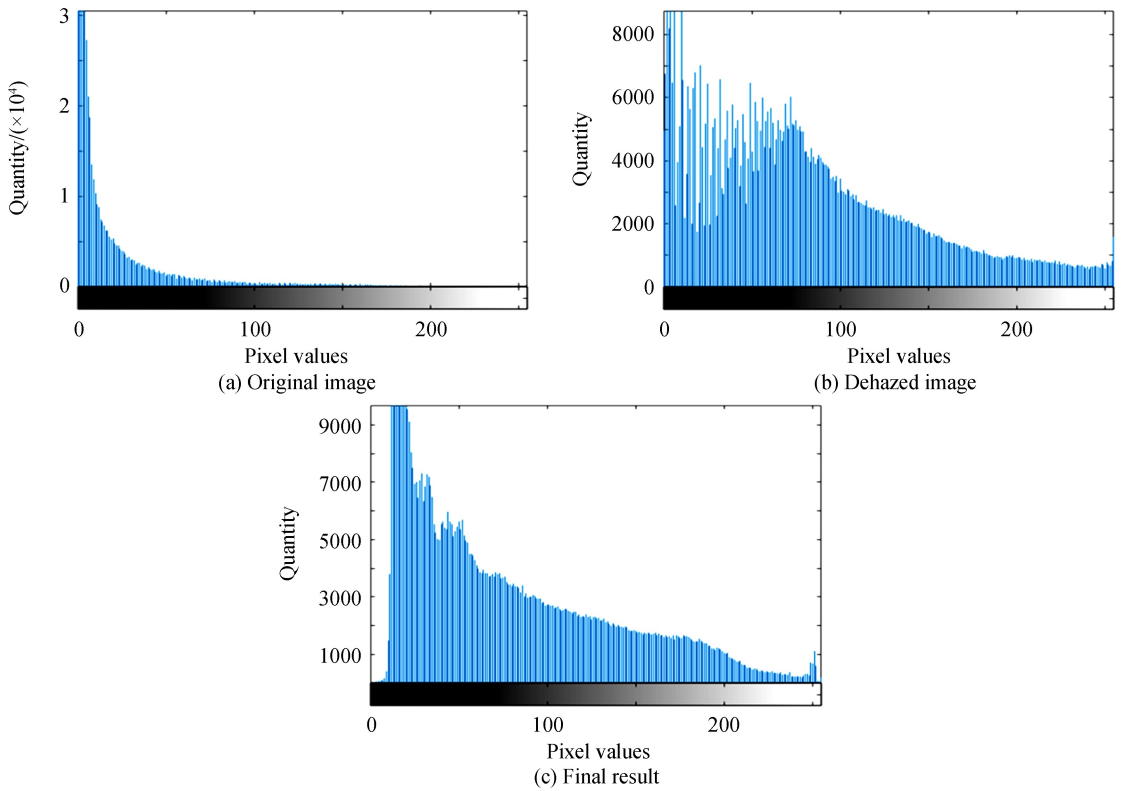 3
2
1
0
Quantity/(×10⁴)
0 100 200
Pixel values
(a) Original image
8000
6000
4000
2000
0
Quantity
0 100 200
Pixel values
(b) Dehazed image
9000
7000
5000
3000
1000
Quantity
0 100 200
Pixel values
(c) Final result